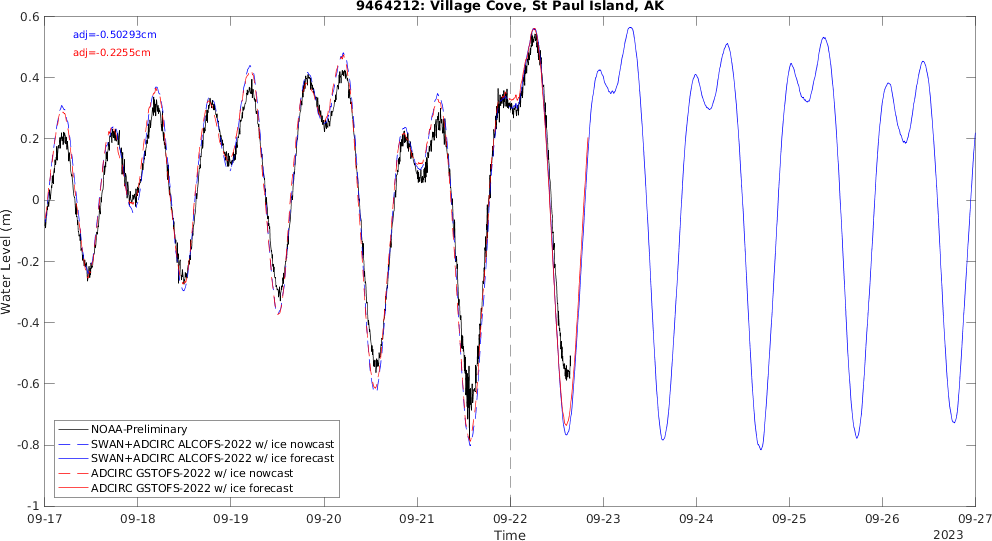 9464212: Village Cove, St Paul Island, AK
adj=-0.50293cm
adj=-0.2255cm
0.6
0.4
0.2
0
-0.2
-0.4
-0.6
-0.8
-1
Water Level (m)
NOAA-Preliminary
SWAN+ADCIRC ALCOFS-2022 w/ ice nowcast
SWAN+ADCIRC ALCOFS-2022 w/ ice forecast
ADCIRC GSTOFS-2022 w/ ice nowcast
ADCIRC GSTOFS-2022 w/ ice forecast
09-17 09-18 09-19 09-20 09-21 09-22 09-23 09-24 09-25 09-26 09-27
Time
2023